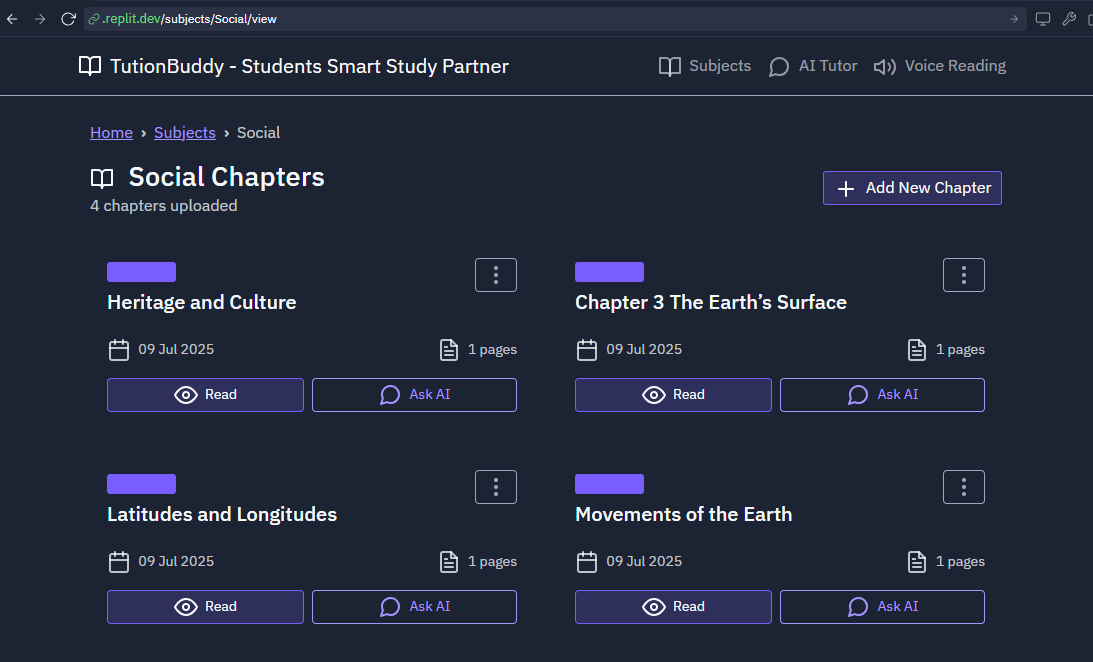 .replit.dev/subjects/Social/view
TutionBuddy - Students Smart Study Partner
Subjects
AI Tutor
Voice Reading
Home › Subjects › Social
Social Chapters
4 chapters uploaded
Add New Chapter
Heritage and Culture
09 Jul 2025
1 pages
Read
Ask AI
Chapter 3 The Earth’s Surface
09 Jul 2025
1 pages
Read
Ask AI
Latitudes and Longitudes
09 Jul 2025
1 pages
Read
Ask AI
Movements of the Earth
09 Jul 2025
1 pages
Read
Ask AI